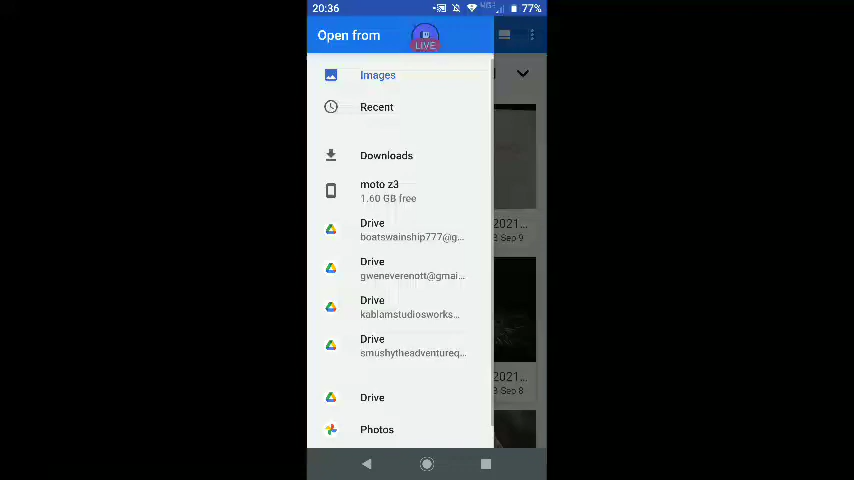 20:36
77%
Open from
LIVE
Images
Recent
Downloads
moto z3
1.60 GB free
Drive
boatswainship777@g...
Drive
gweneverenott@gmai...
Drive
kablamstudiosworks...
Drive
smushytheadventureq...
Drive
Photos
2021...
Sep 9
2021...
Sep 8